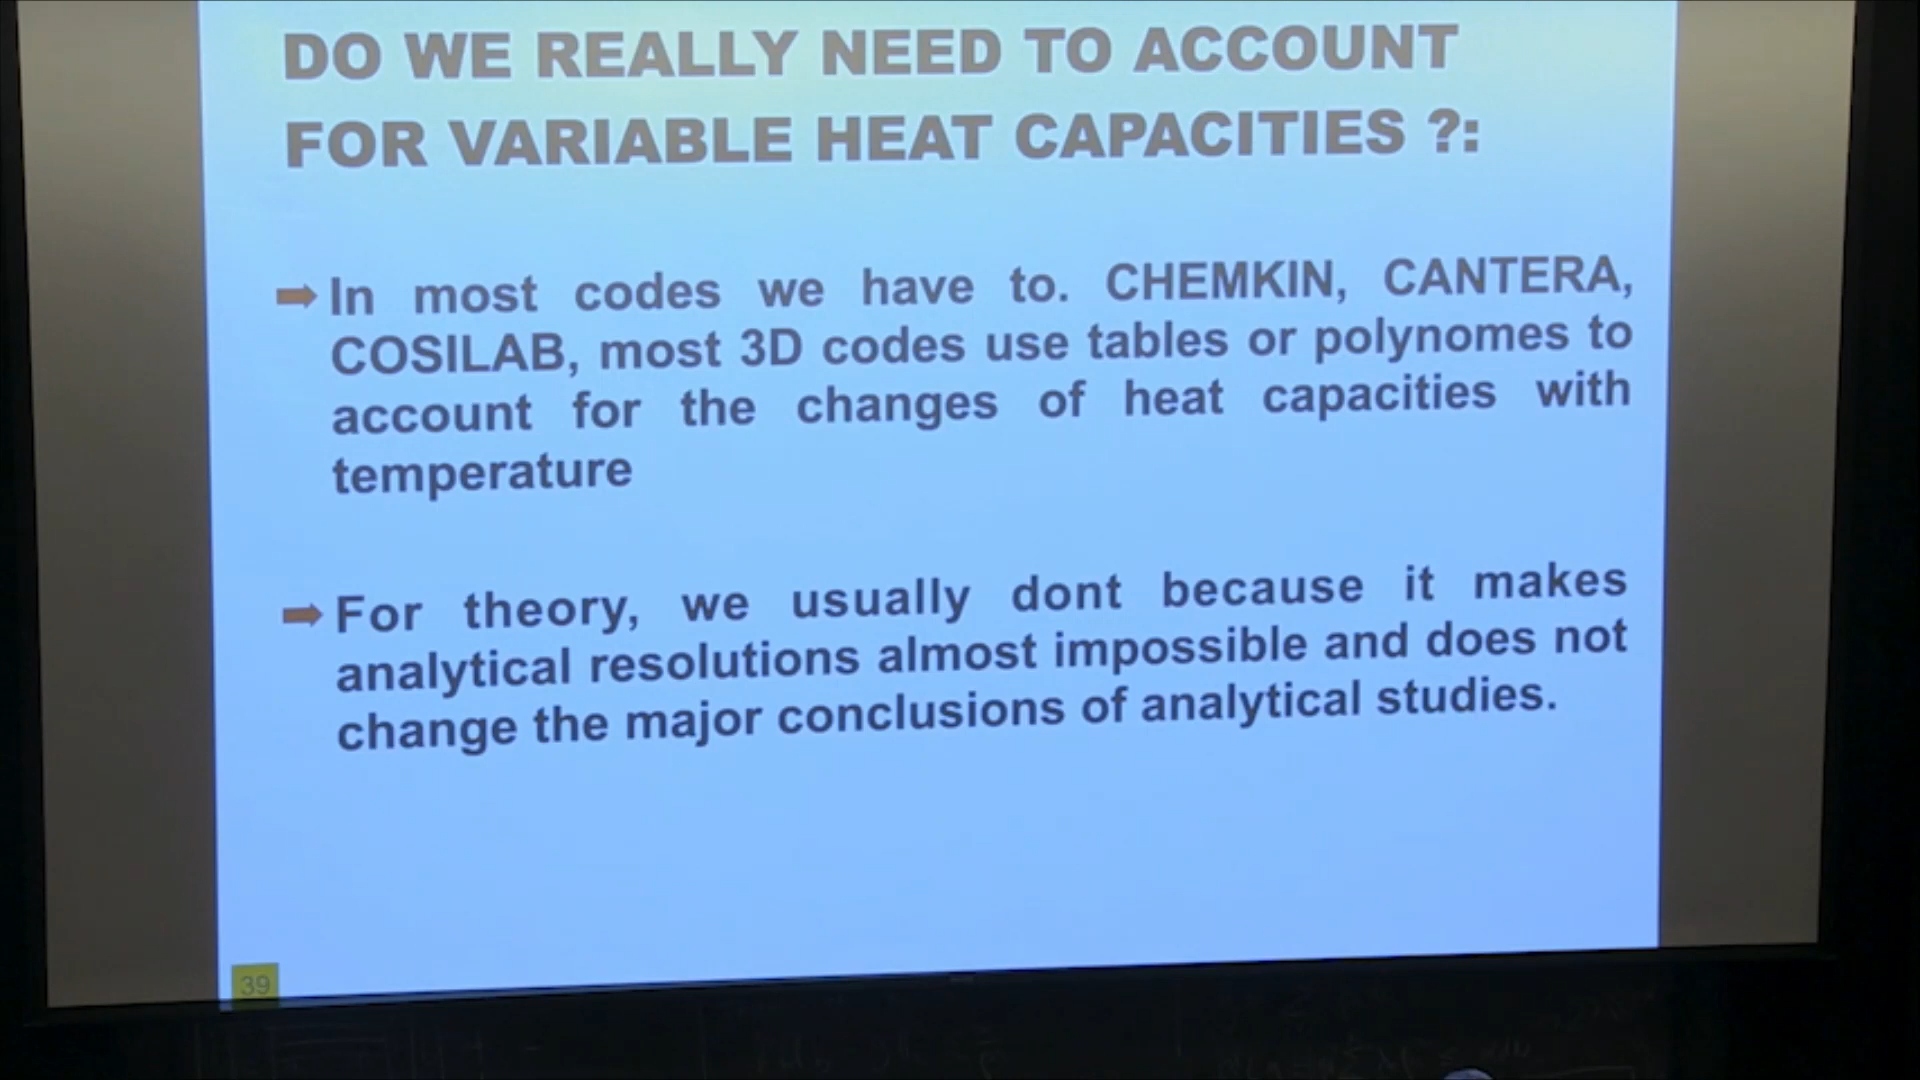 DO WE REALLY NEED TO ACCOUNT
FOR VARIABLE HEAT CAPACITIES ?:
In most codes we have to. CHEMKIN, CANTERA,
COSILAB, most 3D codes use tables or polynomes to
account for the changes of heat capacities with
temperature
For theory, we usually dont because it makes
analytical resolutions almost impossible and does not
change the major conclusions of analytical studies.
39